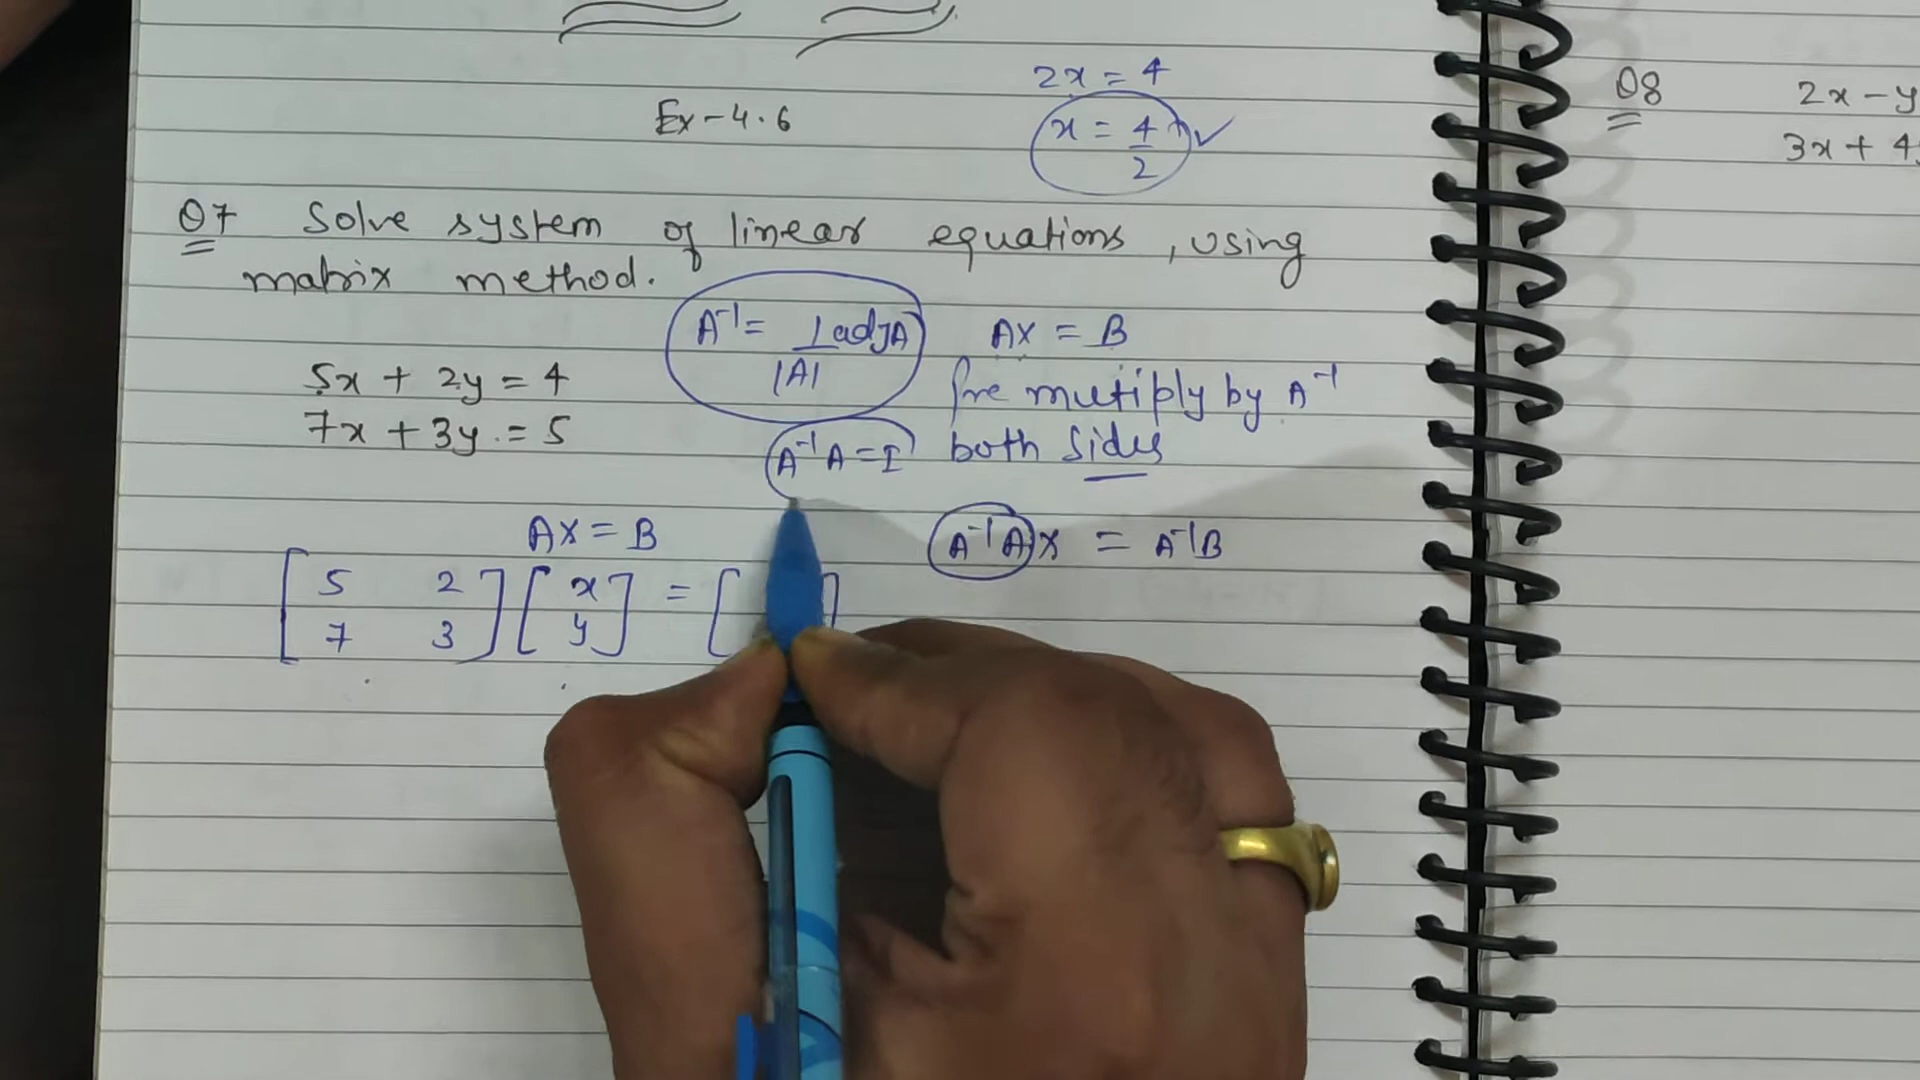 2x = 4
Ex-4.6
x = 4/2 ✓
Q7 Solve system of linear equations, using
matrix method.
A⁻¹ = 1/|A| adjA
AX = B
Pre mutiply by A⁻¹
both sides
5x + 2y = 4
7x + 3y = 5
A⁻¹A = I
AX = B
A⁻¹AX = A⁻¹B
[5 2
7 3] [x
y] = [ ]
Q8 2x - y
3x + 4